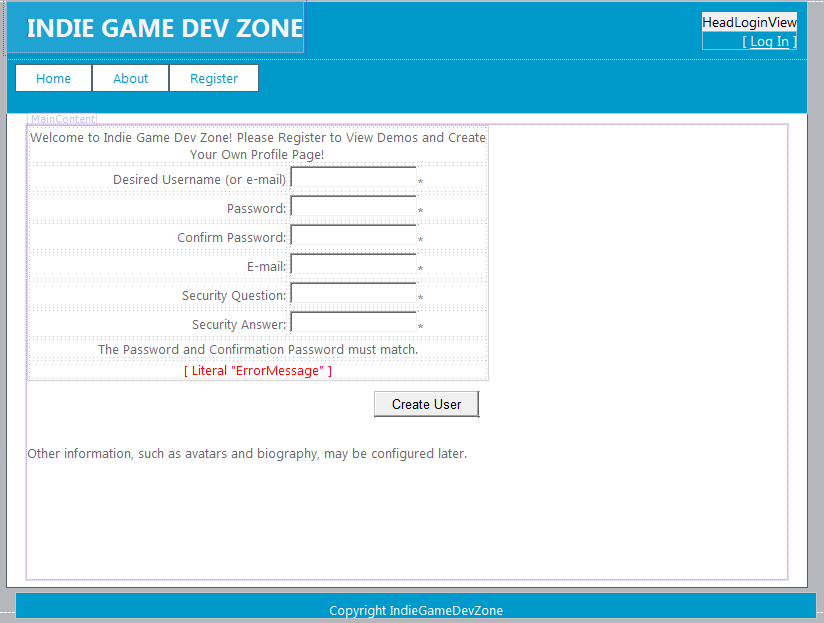 INDIE GAME DEV ZONE
HeadLoginView
[ Log In ]
Home About Register
MainContent
Welcome to Indie Game Dev Zone! Please Register to View Demos and Create
Your Own Profile Page!
Desired Username (or e-mail) *
Password: *
Confirm Password: *
E-mail: *
Security Question: *
Security Answer: *
The Password and Confirmation Password must match.
[ Literal "ErrorMessage" ]
Create User
Other information, such as avatars and biography, may be configured later.
Copyright IndieGameDevZone